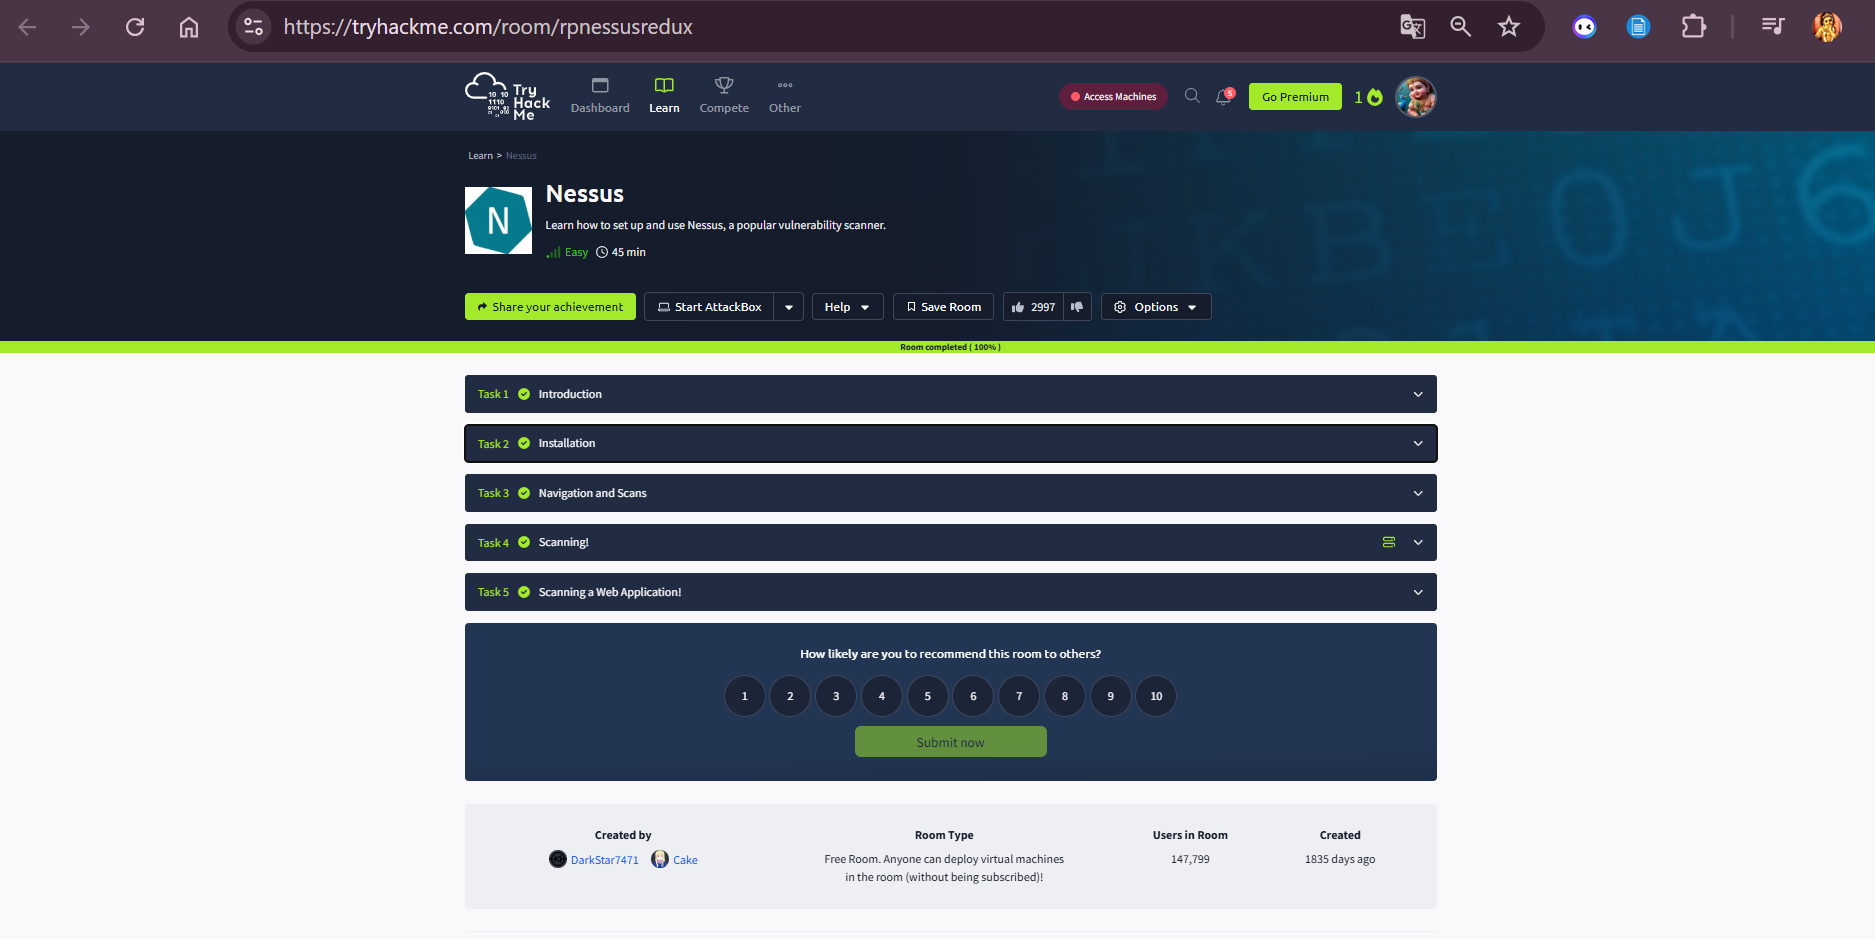 https://tryhackme.com/room/rpnessusredux
Try
Hack
Me
Dashboard
Learn
Compete
Other
Access Machines
5
Go Premium
1
Learn > Nessus
N
Nessus
Learn how to set up and use Nessus, a popular vulnerability scanner.
Easy 45 min
Share your achievement
Start AttackBox
Help
Save Room
2997
Options
Room completed ( 100% )
Task 1 Introduction
Task 2 Installation
Task 3 Navigation and Scans
Task 4 Scanning!
Task 5 Scanning a Web Application!
How likely are you to recommend this room to others?
1 2 3 4 5 6 7 8 9 10
Submit now
Created by
DarkStar7471 Cake
Room Type
Free Room. Anyone can deploy virtual machines
in the room (without being subscribed)!
Users in Room
147,799
Created
1835 days ago